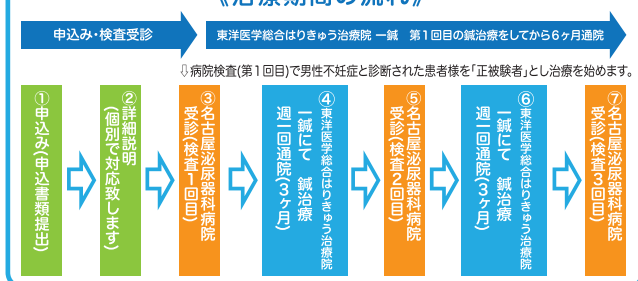 《治療期間の流れ》
申込み・検査受診
東洋医学総合はりきゅう治療院 一鍼　第1回目の鍼治療をしてから6ヶ月通院
⇩病院検査(第1回目)で男性不妊症と診断された患者様を「正被験者」とし治療を始めます。
①申込み(申込書類提出)
②詳細説明
(個別で対応致します)
③名古屋泌尿器科病院
受診(検査1回目)
④東洋医学総合はりきゅう治療院
一鍼にて　鍼治療
週一回通院(3ヶ月)
⑤名古屋泌尿器科病院
受診(検査2回目)
⑥東洋医学総合はりきゅう治療院
一鍼にて　鍼治療
週一回通院(3ヶ月)
⑦名古屋泌尿器科病院
受診(検査3回目)